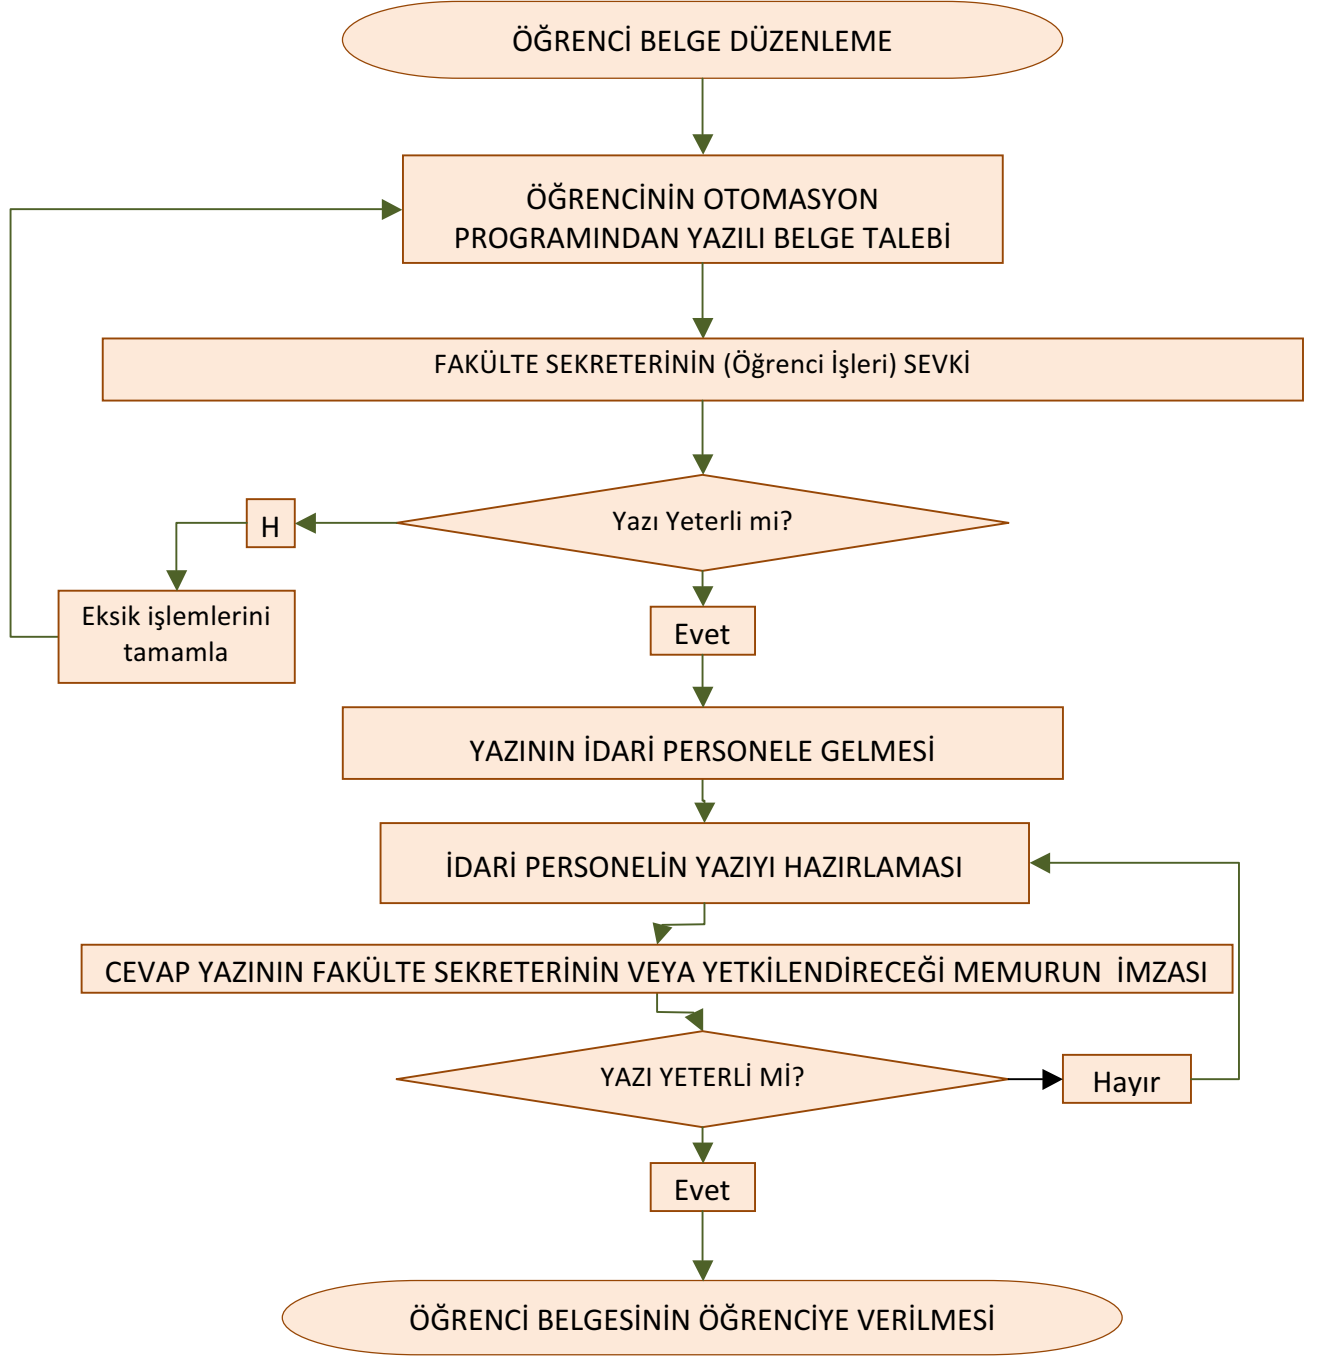 ÖĞRENCİ BELGE DÜZENLEME
ÖĞRENCİNİN OTOMASYON
PROGRAMINDAN YAZILI BELGE TALEBİ
FAKÜLTE SEKRETERİNİN (Öğrenci İşleri) SEVKİ
Yazı Yeterli mi?
H
Eksik işlemlerini
tamamla
Evet
YAZININ İDARİ PERSONELE GELMESİ
İDARİ PERSONELİN YAZIYI HAZIRLAMASI
CEVAP YAZININ FAKÜLTE SEKRETERİNİN VEYA YETKİLENDİRECEĞİ MEMURUN  İMZASI
YAZI YETERLİ Mİ?
Hayır
Evet
ÖĞRENCİ BELGESİNİN ÖĞRENCİYE VERİLMESİ